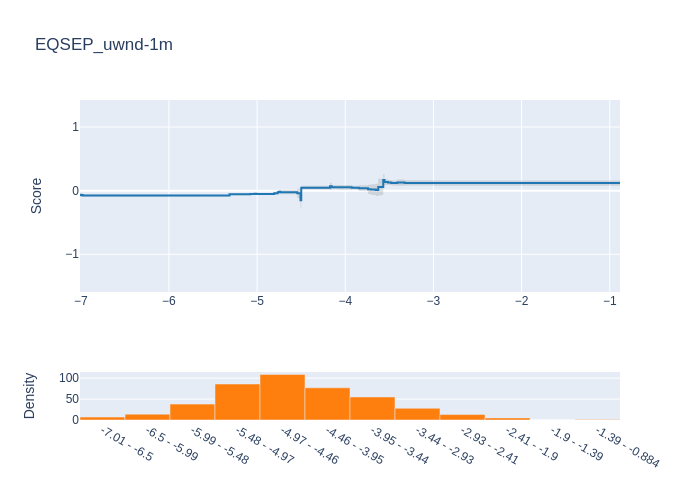 EQSEP_uwnd-1m
Score
1
0
−1
−7
−6
−5
−4
−3
−2
−1
Density
100
50
0
-7.01 - -6.5
-6.5 - -5.99
-5.99 - -5.48
-5.48 - -4.97
-4.97 - -4.46
-4.46 - -3.95
-3.95 - -3.44
-3.44 - -2.93
-2.93 - -2.41
-2.41 - -1.9
-1.9 - -1.39
-1.39 - -0.884